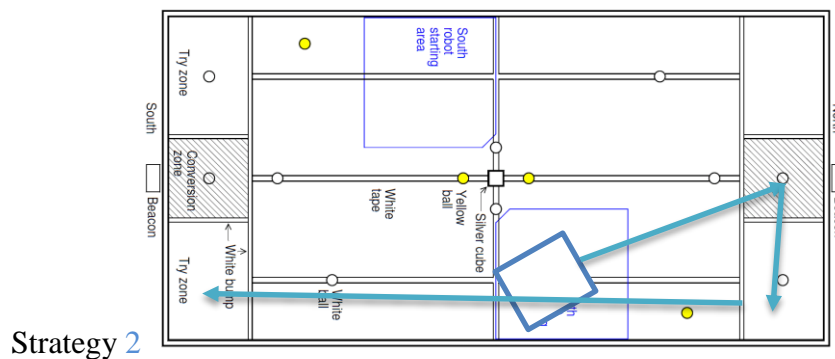 South
robot
starting
area
Try zone
South
Conversion
zone
Beacon
Try zone
White bump
White
tape
Yellow
ball
Silver cube
White
ball
Strategy 2